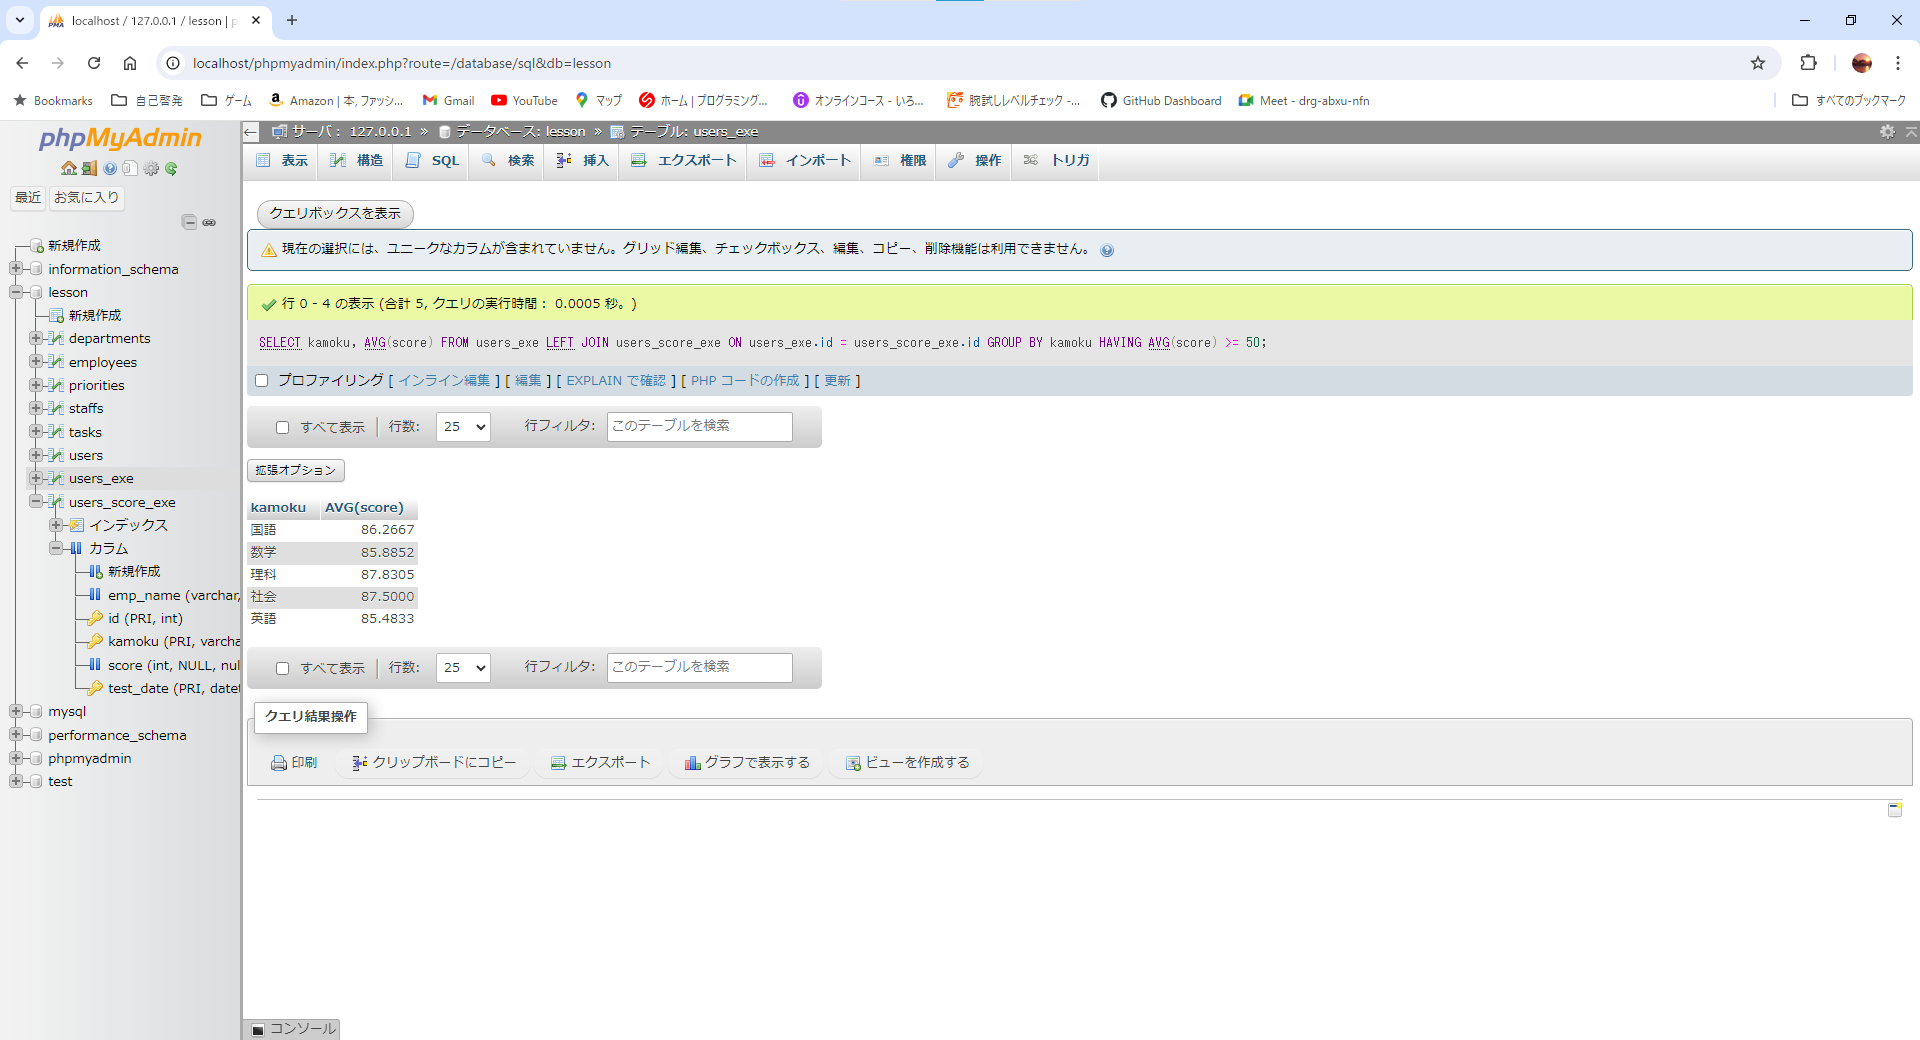 localhost / 127.0.0.1 / lesson | p
localhost/phpmyadmin/index.php?route=/database/sql&db=lesson
Bookmarks 自己啓発 ゲーム Amazon | 本, ファッシ... Gmail YouTube マップ ホーム | プログラミング... オンラインコース - いろ... 腕試しレベルチェック -... GitHub Dashboard Meet - drg-abxu-nfn すべてのブックマーク
phpMyAdmin
最近 お気に入り
新規作成
information_schema
lesson
新規作成
departments
employees
priorities
staffs
tasks
users
users_exe
users_score_exe
インデックス
カラム
新規作成
emp_name (varchar,
id (PRI, int)
kamoku (PRI, varcha
score (int, NULL, nul
test_date (PRI, datet
mysql
performance_schema
phpmyadmin
test
サーバ： 127.0.0.1 » データベース: lesson » テーブル: users_exe
表示 構造 SQL 検索 挿入 エクスポート インポート 権限 操作 トリガ
クエリボックスを表示
現在の選択には、ユニークなカラムが含まれていません。グリッド編集、チェックボックス、編集、コピー、削除機能は利用できません。
行 0 - 4 の表示 (合計 5, クエリの実行時間： 0.0005 秒。)
SELECT kamoku, AVG(score) FROM users_exe LEFT JOIN users_score_exe ON users_exe.id = users_score_exe.id GROUP BY kamoku HAVING AVG(score) >= 50;
プロファイリング [ インライン編集 ] [ 編集 ] [ EXPLAIN で確認 ] [ PHP コードの作成 ] [ 更新 ]
すべて表示 行数: 25 行フィルタ: このテーブルを検索
拡張オプション
kamoku AVG(score)
国語 86.2667
数学 85.8852
理科 87.8305
社会 87.5000
英語 85.4833
すべて表示 行数: 25 行フィルタ: このテーブルを検索
クエリ結果操作
印刷 クリップボードにコピー エクスポート グラフで表示する ビューを作成する
コンソール